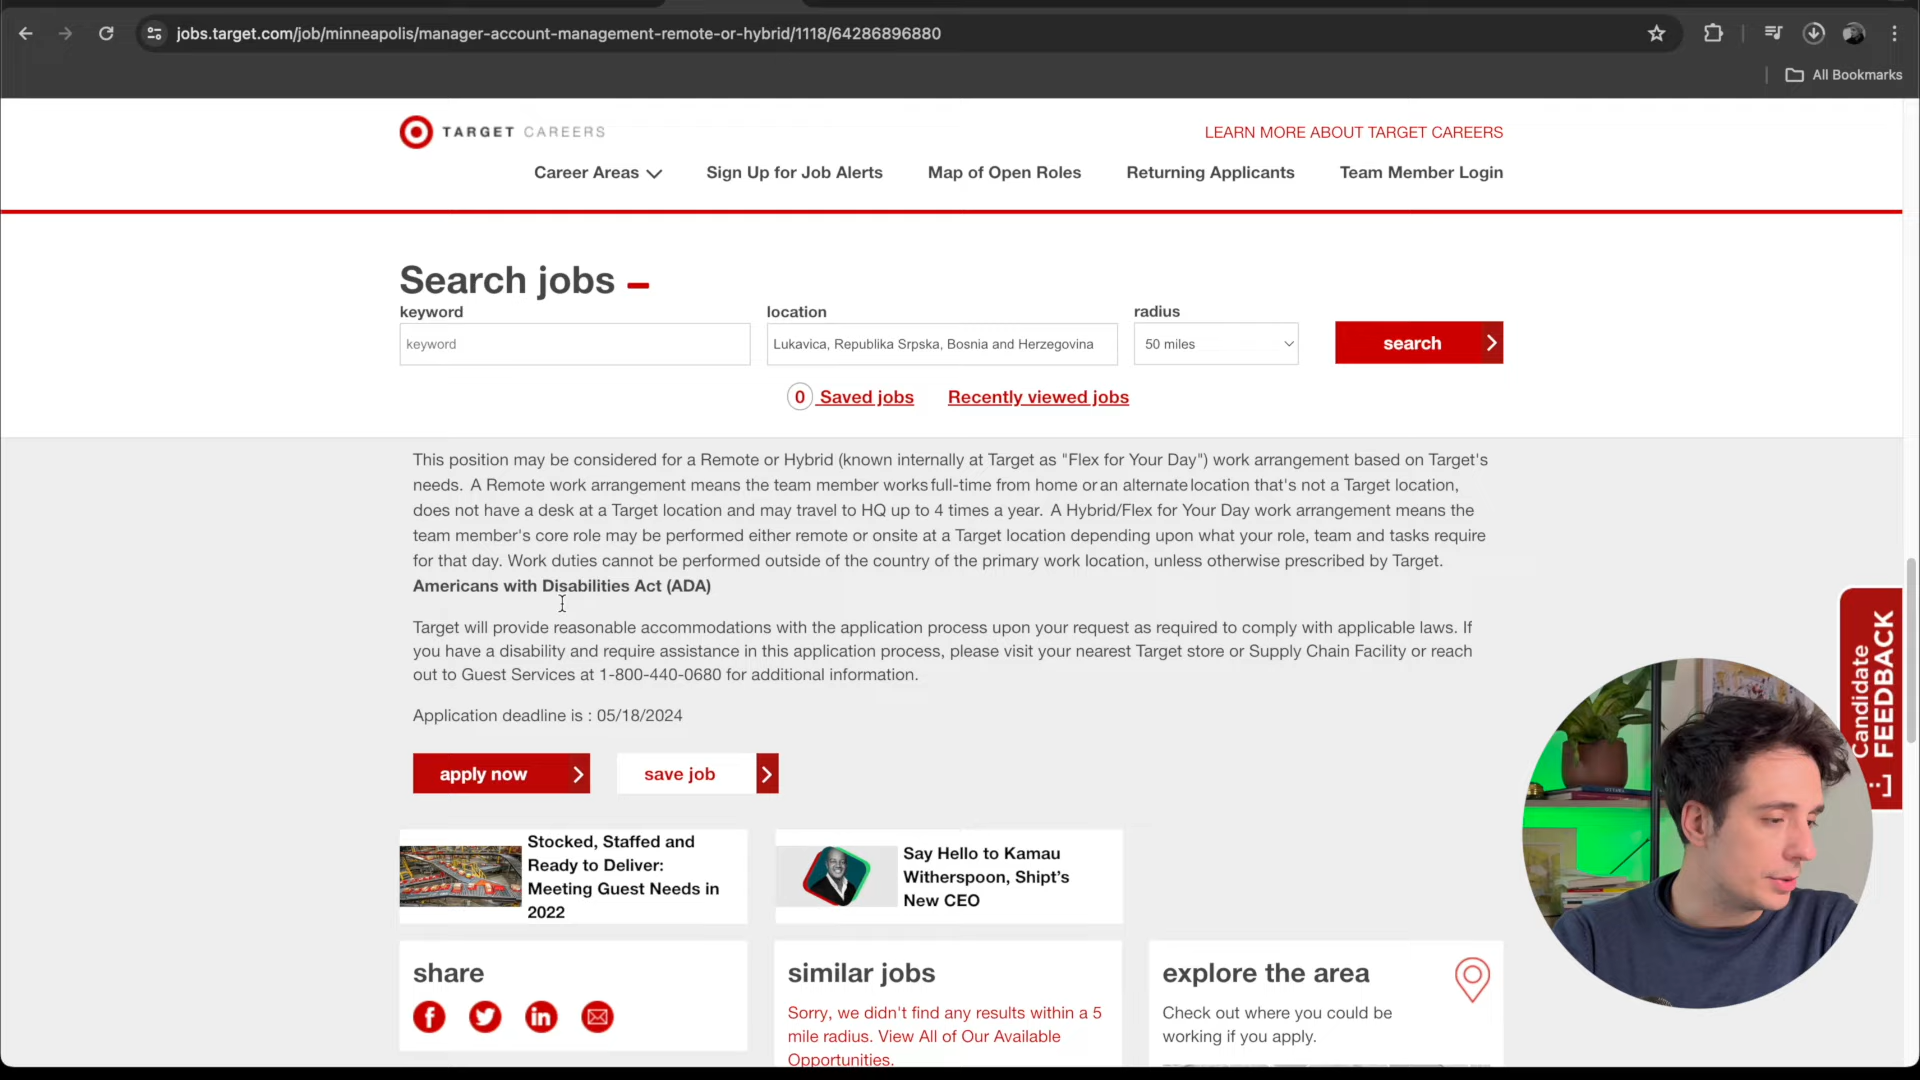 jobs.target.com/job/minneapolis/manager-account-management-remote-or-hybrid/1118/64286896880
All Bookmarks
TARGET CAREERS
LEARN MORE ABOUT TARGET CAREERS
Career Areas
Sign Up for Job Alerts
Map of Open Roles
Returning Applicants
Team Member Login
Search jobs
keyword
location
radius
keyword
Lukavica, Republika Srpska, Bosnia and Herzegovina
50 miles
search
0 Saved jobs
Recently viewed jobs
This position may be considered for a Remote or Hybrid (known internally at Target as "Flex for Your Day") work arrangement based on Target's
needs. A Remote work arrangement means the team member works full-time from home or an alternate location that's not a Target location,
does not have a desk at a Target location and may travel to HQ up to 4 times a year. A Hybrid/Flex for Your Day work arrangement means the
team member's core role may be performed either remote or onsite at a Target location depending upon what your role, team and tasks require
for that day. Work duties cannot be performed outside of the country of the primary work location, unless otherwise prescribed by Target.
Americans with Disabilities Act (ADA)
Target will provide reasonable accommodations with the application process upon your request as required to comply with applicable laws. If
you have a disability and require assistance in this application process, please visit your nearest Target store or Supply Chain Facility or reach
out to Guest Services at 1-800-440-0680 for additional information.
Application deadline is : 05/18/2024
apply now
save job
Candidate
FEEDBACK
Stocked, Staffed and
Ready to Deliver:
Meeting Guest Needs in
2022
Say Hello to Kamau
Witherspoon, Shipt's
New CEO
share
similar jobs
Sorry, we didn't find any results within a 5
mile radius. View All of Our Available
Opportunities.
explore the area
Check out where you could be
working if you apply.